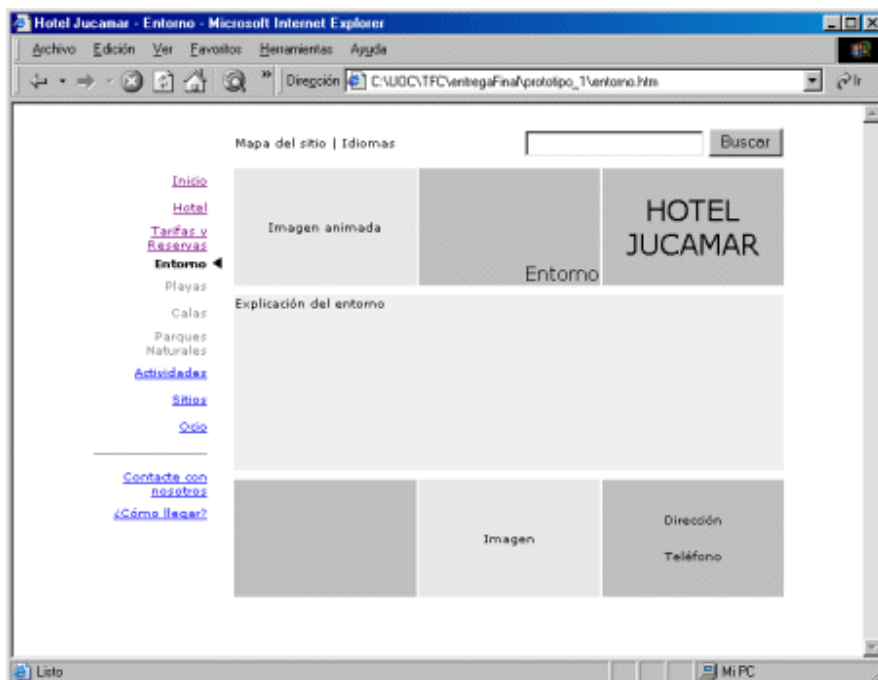 Hotel Jucamar - Entorno - Microsoft Internet Explorer
Archivo Edición Ver Favoritos Herramientas Ayuda
» Dirección C:\UOC\TFC\entregaFinal\prototipo_1\entorno.htm Ir
Mapa del sitio | Idiomas Buscar
Inicio
Hotel
Tarifas y
Reservas
Entorno
Playas
Calas
Parques
Naturales
Actividades
Sitios
Ocio
Contacte con
nosotros
¿Cómo llegar?
Imagen animada
Entorno
HOTEL
JUCAMAR
Explicación del entorno
Imagen
Dirección
Teléfono
Listo Mi PC